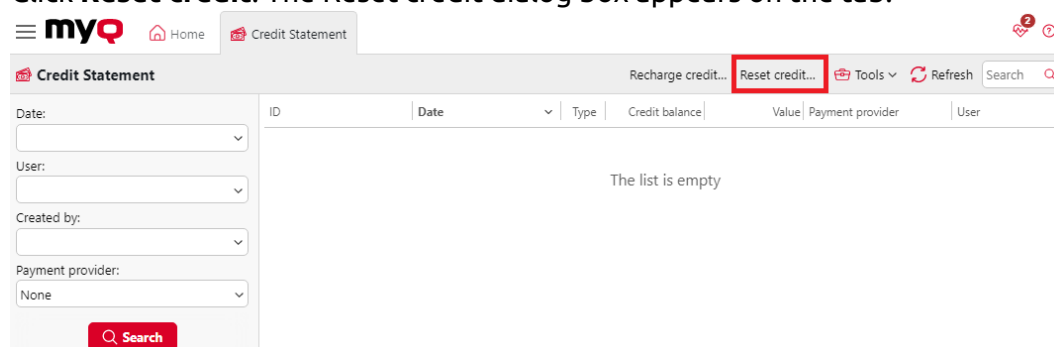 Click Reset credit. The Reset credit dialog box appears on the tab.
myQ Home Credit Statement 2
Credit Statement Recharge credit... Reset credit... Tools Refresh Search
Date: ID Date Type Credit balance Value Payment provider User
User:
The list is empty
Created by:
Payment provider:
None
Search